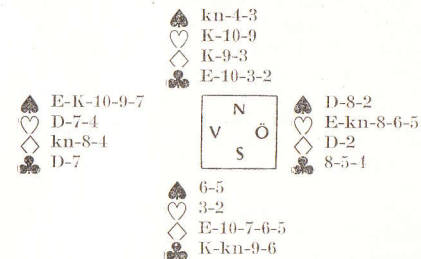 ♠ kn-4-3
♡ K-10-9
◇ K-9-3
♣ E-10-3-2
♠ E-K-10-9-7
♡ D-7-4
◇ kn-8-4
♣ D-7
N
V Ö
S
♠ D-8-2
♡ E-kn-8-6-5
◇ D-2
♣ 8-5-4
♠ 6-5
♡ 3-2
◇ E-10-7-6-5
♣ K-kn-9-6